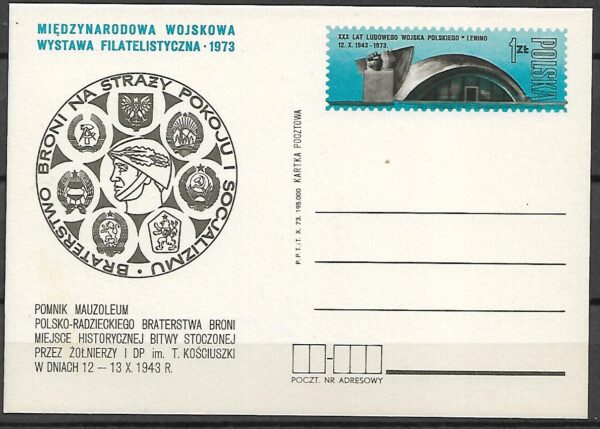 MIĘDZYNARODOWA WOJSKOWA
WYSTAWA FILATELISTYCZNA · 1973
XXX LAT LUDOWEGO WOJSKA POLSKIEGO * LENINO
12. X. 1943 -1973.
1 ZŁ
POLSKA
BRATERSTWO BRONI NA STRAŻY POKOJU I SOCJALIZMU ·
P.P.T.iT. X. 73. 195.000 KARTKA POCZTOWA
POMNIK MAUZOLEUM
POLSKO-RADZIECKIEGO BRATERSTWA BRONI
MIEJSCE HISTORYCZNEJ BITWY STOCZONEJ
PRZEZ ŻOŁNIERZY I DP im. T. KOŚCIUSZKI
W DNIACH 12 – 13 X. 1943 R.
POCZT. NR ADRESOWY